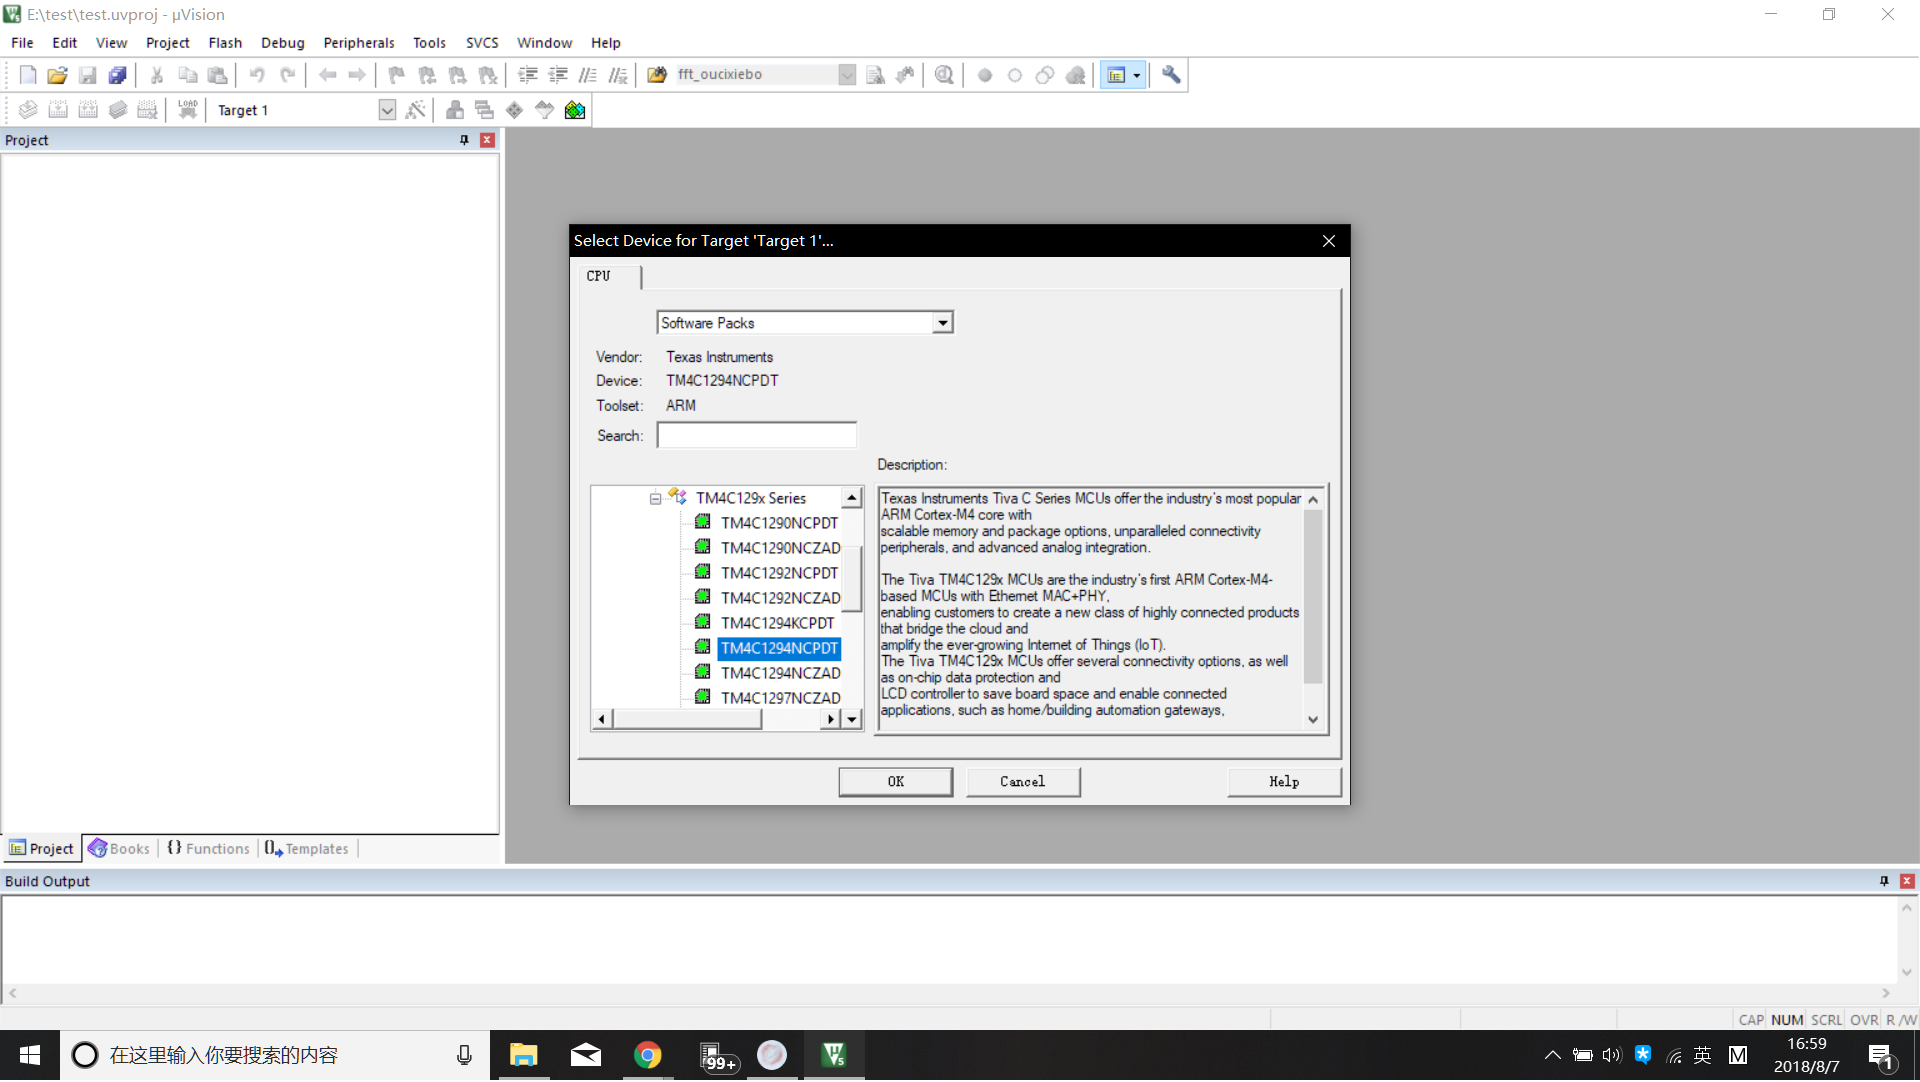 E:\test\test.uvproj - µVision
File Edit View Project Flash Debug Peripherals Tools SVCS Window Help
fft_oucixiebo
LOAD Target 1
Project
Select Device for Target 'Target 1'...
CPU
Software Packs
Vendor: Texas Instruments
Device: TM4C1294NCPDT
Toolset: ARM
Search:
Description:
TM4C129x Series
TM4C1290NCPDT
TM4C1290NCZAD
TM4C1292NCPDT
TM4C1292NCZAD
TM4C1294KCPDT
TM4C1294NCPDT
TM4C1294NCZAD
TM4C1297NCZAD
Texas Instruments Tiva C Series MCUs offer the industry's most popular
ARM Cortex-M4 core with
scalable memory and package options, unparalleled connectivity
peripherals, and advanced analog integration.
The Tiva TM4C129x MCUs are the industry's first ARM Cortex-M4-
based MCUs with Ethernet MAC+PHY,
enabling customers to create a new class of highly connected products
that bridge the cloud and
amplify the ever-growing Internet of Things (IoT).
The Tiva TM4C129x MCUs offer several connectivity options, as well
as on-chip data protection and
LCD controller to save board space and enable connected
applications, such as home/building automation gateways,
OK Cancel Help
Project Books {} Functions Templates
Build Output
CAP NUM SCRL OVR R/W
在这里输入你要搜索的内容
99+
英
M
16:59
2018/8/7
1